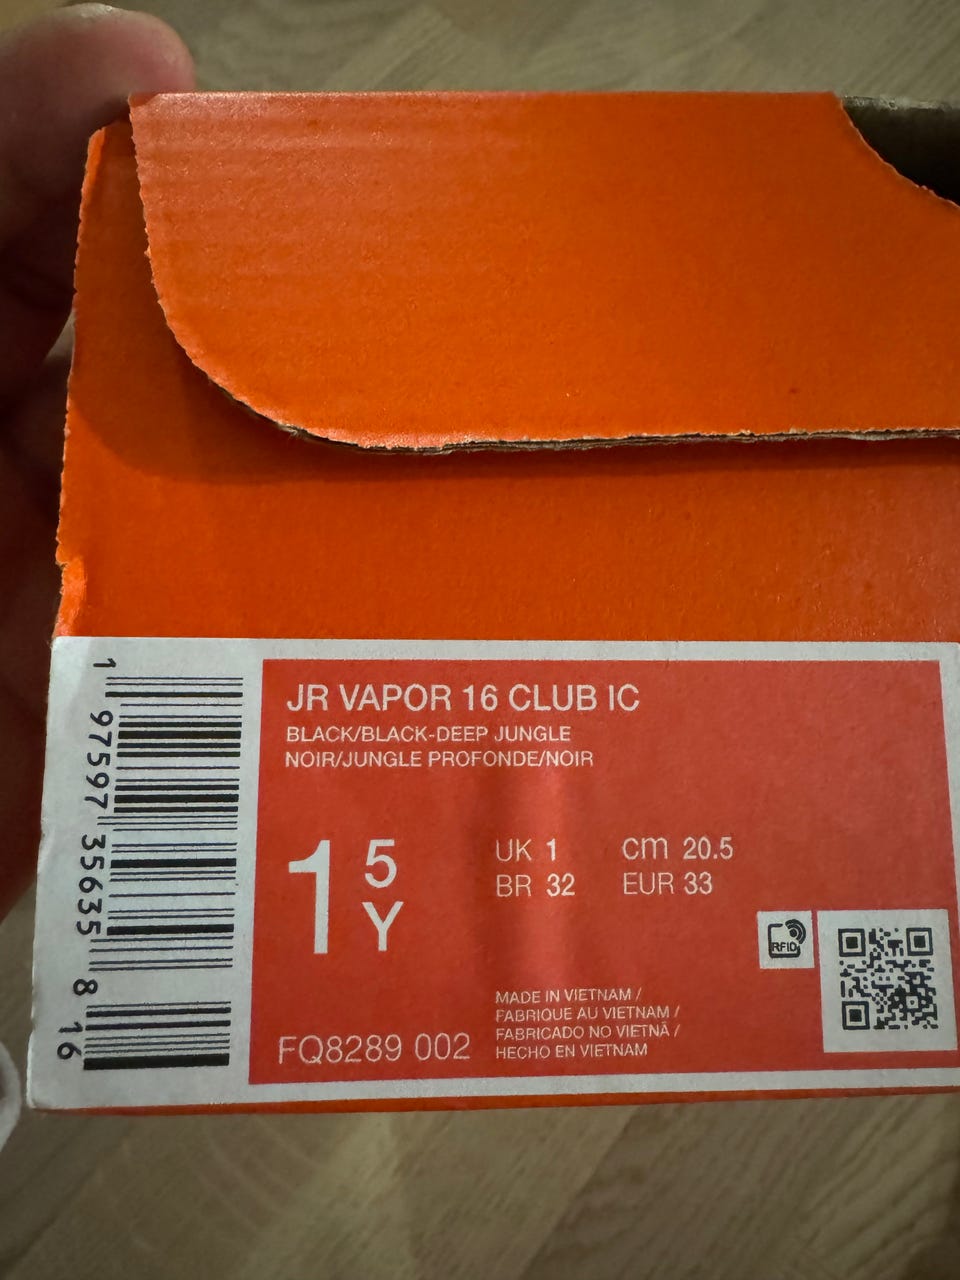 JR VAPOR 16 CLUB IC
BLACK/BLACK-DEEP JUNGLE
NOIR/JUNGLE PROFONDE/NOIR
1 5 Y
UK 1 CM 20.5
BR 32 EUR 33
RFID
MADE IN VIETNAM /
FABRIQUE AU VIETNAM /
FABRICADO NO VIETNÃ /
HECHO EN VIETNAM
FQ8289 002
1 97597 35635 8 16